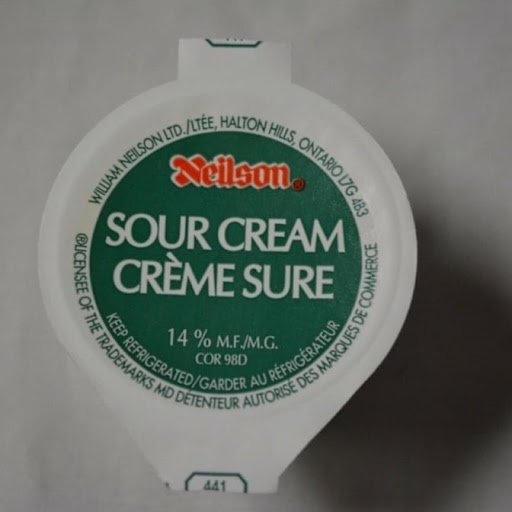 WILLIAM NEILSON LTD./LTÉE, HALTON HILLS, ONTARIO L7G 4B3
Neilson®
SOUR CREAM
CRÈME SURE
14 % M.F./M.G.
COR 98D
KEEP REFRIGERATED/GARDER AU RÉFRIGÉRATEUR
®LICENSEE OF THE TRADEMARKS MD DÉTENTEUR AUTORISÉ DES MARQUES DE COMMERCE
441